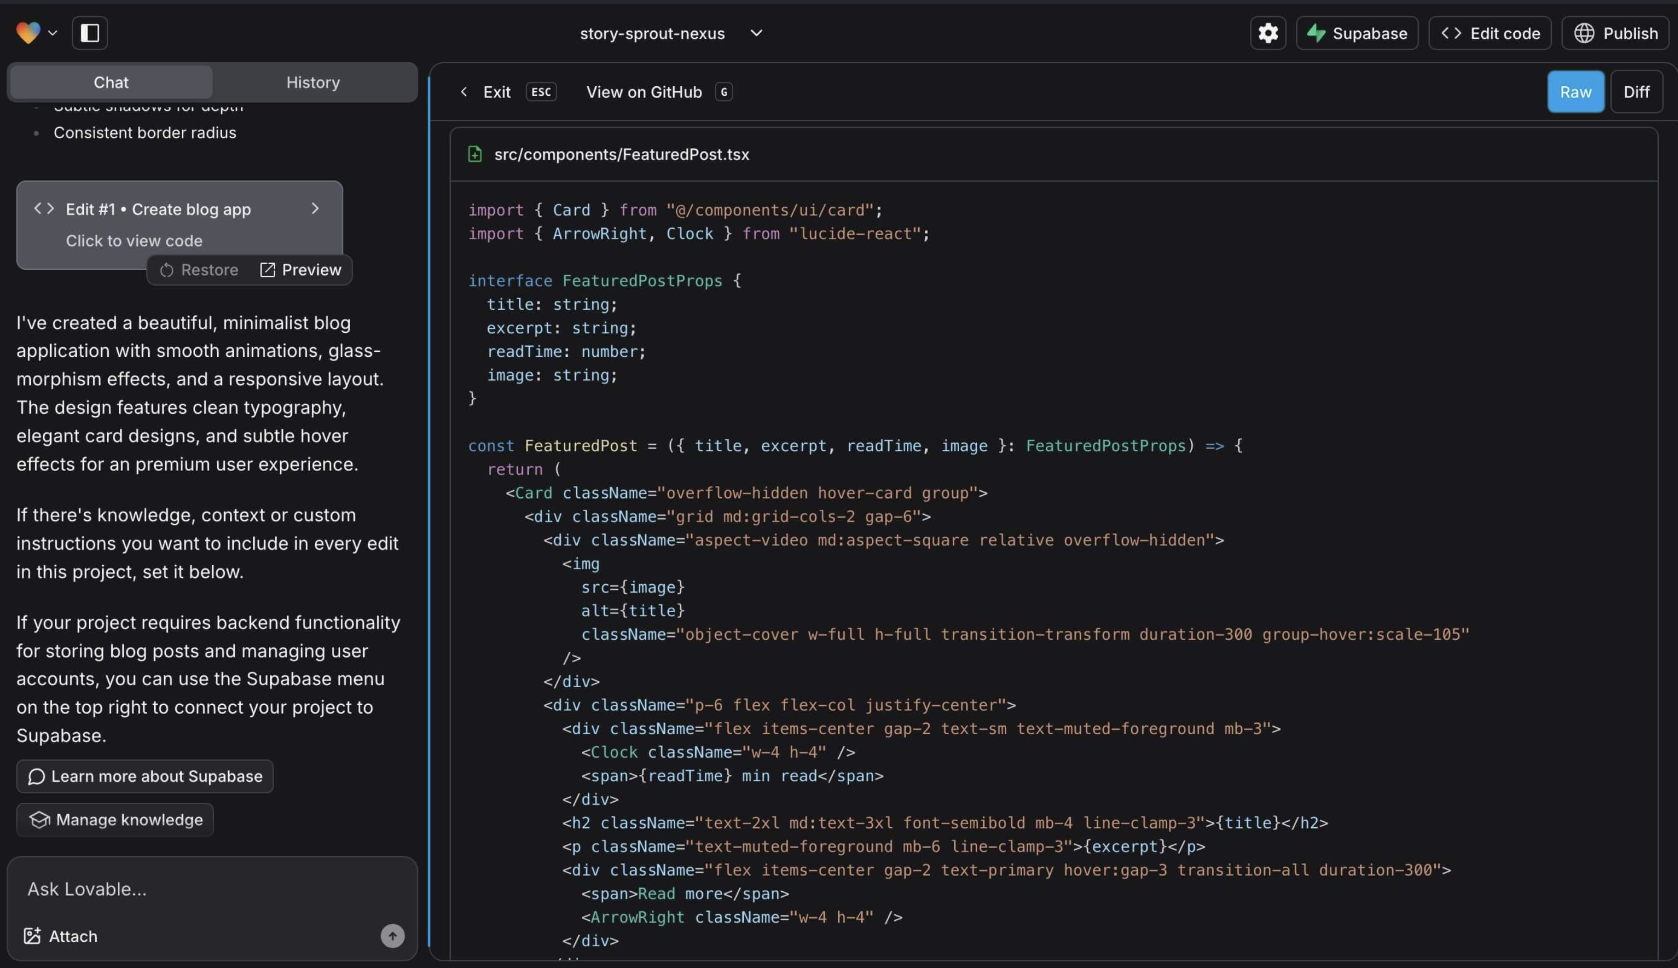 story-sprout-nexus
Supabase
Edit code
Publish
Chat
History
Subtle shadows for depth
Consistent border radius
Edit #1 • Create blog app
Click to view code
Restore
Preview
I've created a beautiful, minimalist blog
application with smooth animations, glass-
morphism effects, and a responsive layout.
The design features clean typography,
elegant card designs, and subtle hover
effects for an premium user experience.
If there's knowledge, context or custom
instructions you want to include in every edit
in this project, set it below.
If your project requires backend functionality
for storing blog posts and managing user
accounts, you can use the Supabase menu
on the top right to connect your project to
Supabase.
Learn more about Supabase
Manage knowledge
Ask Lovable...
Attach
Exit ESC
View on GitHub G
Raw
Diff
src/components/FeaturedPost.tsx
import { Card } from "@/components/ui/card";
import { ArrowRight, Clock } from "lucide-react";
interface FeaturedPostProps {
title: string;
excerpt: string;
readTime: number;
image: string;
}
const FeaturedPost = ({ title, excerpt, readTime, image }: FeaturedPostProps) => {
return (
<Card className="overflow-hidden hover-card group">
<div className="grid md:grid-cols-2 gap-6">
<div className="aspect-video md:aspect-square relative overflow-hidden">
<img
src={image}
alt={title}
className="object-cover w-full h-full transition-transform duration-300 group-hover:scale-105"
/>
</div>
<div className="p-6 flex flex-col justify-center">
<div className="flex items-center gap-2 text-sm text-muted-foreground mb-3">
<Clock className="w-4 h-4" />
<span>{readTime} min read</span>
</div>
<h2 className="text-2xl md:text-3xl font-semibold mb-4 line-clamp-3">{title}</h2>
<p className="text-muted-foreground mb-6 line-clamp-3">{excerpt}</p>
<div className="flex items-center gap-2 text-primary hover:gap-3 transition-all duration-300">
<span>Read more</span>
<ArrowRight className="w-4 h-4" />
</div>